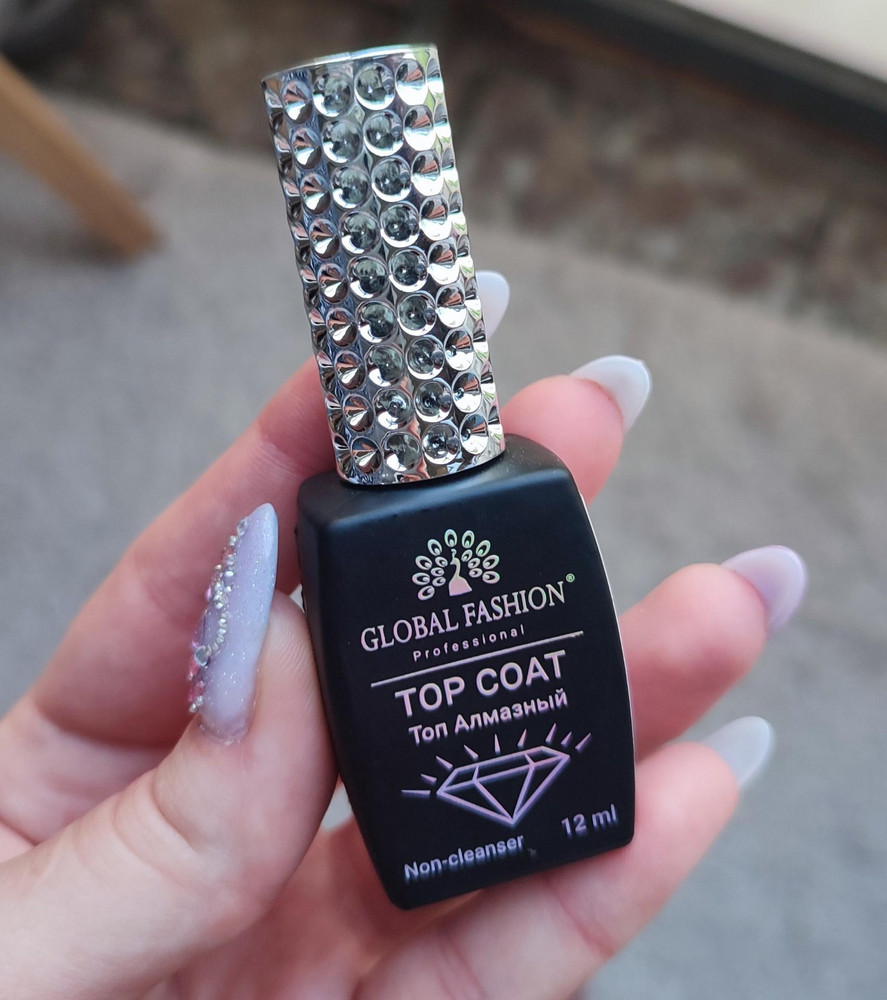 GLOBAL FASHION®
Professional
TOP COAT
Топ Алмазный
Non-cleanser 12 ml